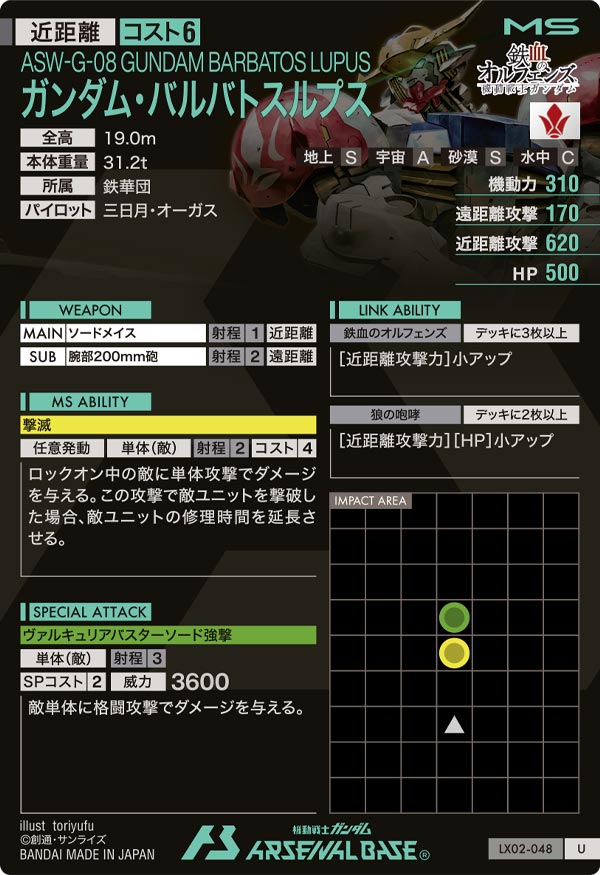 近距離 コスト6 MS
ASW-G-08 GUNDAM BARBATOS LUPUS
ガンダム・バルバトスルプス
鉄血のオルフェンズ
機動戦士ガンダム
全高 19.0m
本体重量 31.2t
所属 鉄華団
パイロット 三日月・オーガス
地上 S 宇宙 A 砂漠 S 水中 C
機動力 310
遠距離攻撃 170
近距離攻撃 620
HP 500
WEAPON
MAIN ソードメイス 射程 1 近距離
SUB 腕部200mm砲 射程 2 遠距離
MS ABILITY
撃滅
任意発動 単体(敵) 射程 2 コスト 4
ロックオン中の敵に単体攻撃でダメージ
を与える。この攻撃で敵ユニットを撃破し
た場合、敵ユニットの修理時間を延長さ
せる。
SPECIAL ATTACK
ヴァルキュリアバスターソード強撃
単体(敵) 射程 3
SPコスト 2 威力 3600
敵単体に格闘攻撃でダメージを与える。
LINK ABILITY
鉄血のオルフェンズ デッキに3枚以上
[近距離攻撃力]小アップ
狼の咆哮 デッキに2枚以上
[近距離攻撃力][HP]小アップ
IMPACT AREA
illust toriyufu
©創通・サンライズ
BANDAI MADE IN JAPAN
機動戦士ガンダム
AB ARSENAL BASE®
LX02-048 U